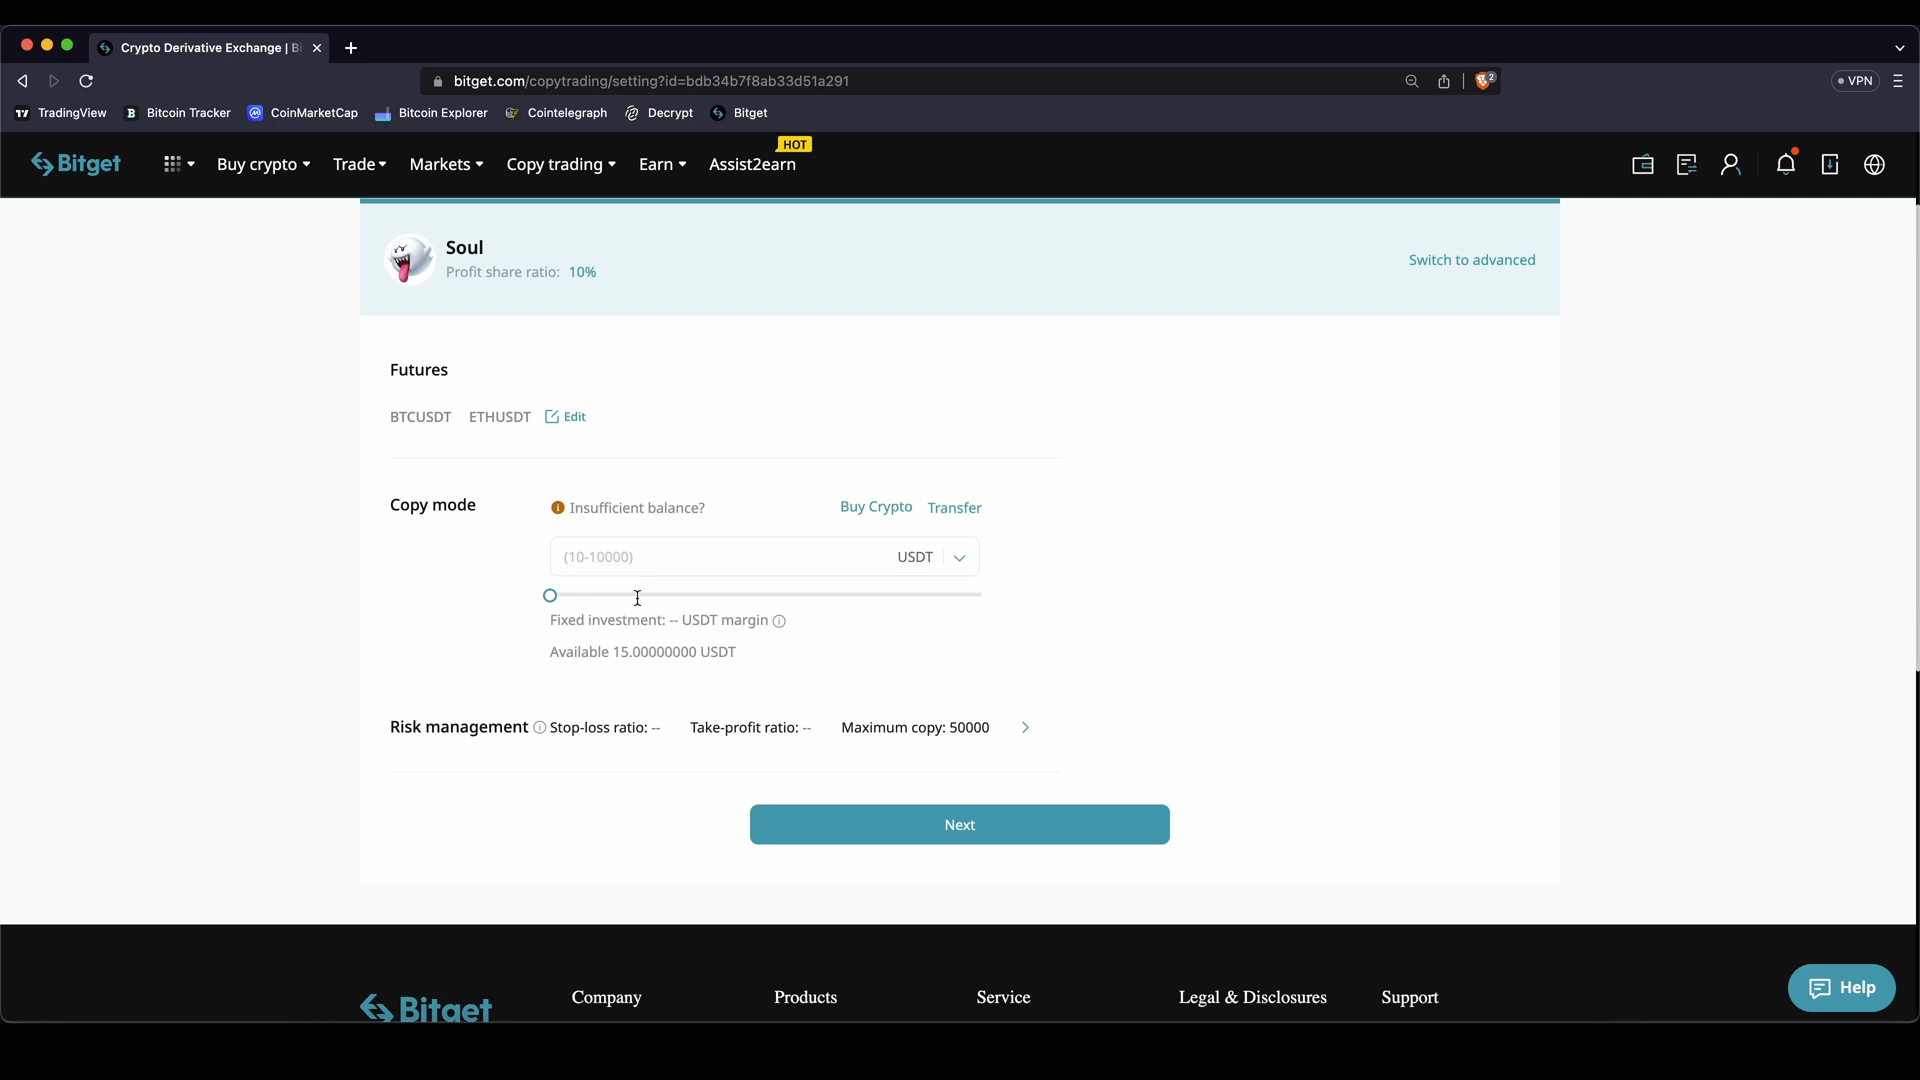 Crypto Derivative Exchange | Bi
bitget.com/copytrading/setting?id=bdb34b7f8ab33d51a291
2
VPN
TradingView Bitcoin Tracker CoinMarketCap Bitcoin Explorer Cointelegraph Decrypt Bitget
HOT
Bitget Buy crypto Trade Markets Copy trading Earn Assist2earn
Soul
Profit share ratio: 10%
Switch to advanced
Futures
BTCUSDT ETHUSDT Edit
Copy mode Insufficient balance? Buy Crypto Transfer
(10-10000) USDT
Fixed investment: -- USDT margin
Available 15.00000000 USDT
Risk management Stop-loss ratio: -- Take-profit ratio: -- Maximum copy: 50000
Next
Help
Bitget Company Products Service Legal & Disclosures Support